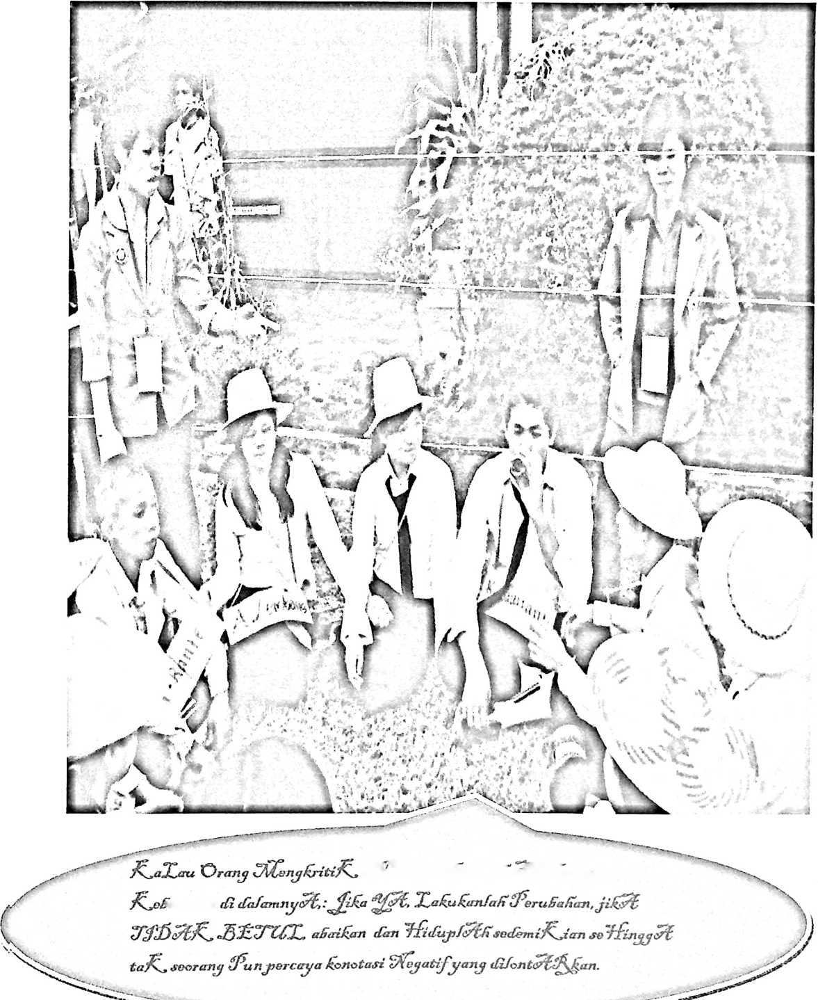 KaLau Orang MengkritiK
Keb di dalamnyA,: Jika YA, Lakukanlah Perubahan, jikA
TIDAK BETUL abaikan dan HiduplAh sedemiKian seHinggA
taK seorang Pun percaya konotasi Negatif yang dilontARkan.